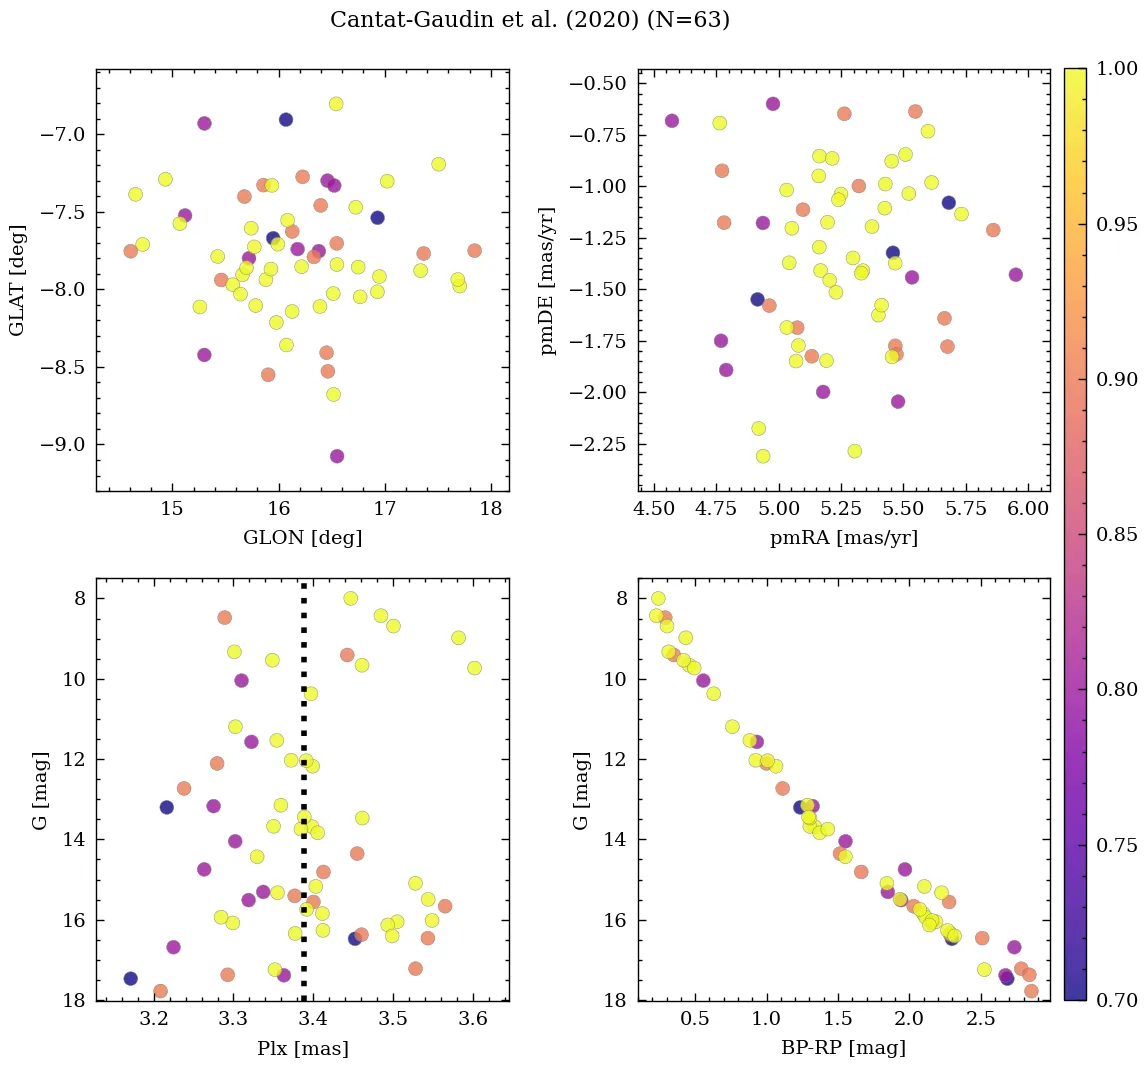 Cantat-Gaudin et al. (2020) (N=63)
−7.0
−7.5
−8.0
−8.5
−9.0
GLAT [deg]
15 16 17 18
GLON [deg]
−0.50
−0.75
−1.00
−1.25
−1.50
−1.75
−2.00
−2.25
pmDE [mas/yr]
4.50 4.75 5.00 5.25 5.50 5.75 6.00
pmRA [mas/yr]
8
10
12
14
16
18
G [mag]
3.2 3.3 3.4 3.5 3.6
Plx [mas]
8
10
12
14
16
18
G [mag]
0.5 1.0 1.5 2.0 2.5
BP-RP [mag]
1.00
0.95
0.90
0.85
0.80
0.75
0.70